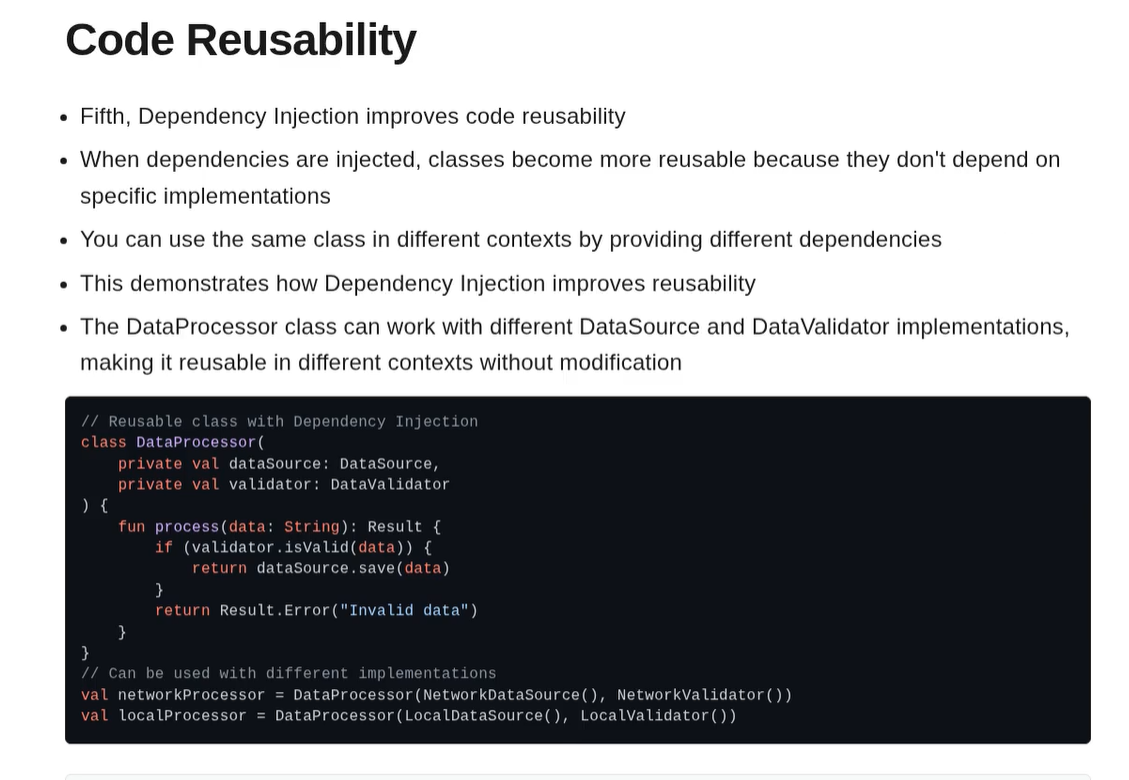 Code Reusability
• Fifth, Dependency Injection improves code reusability
• When dependencies are injected, classes become more reusable because they don't depend on
specific implementations
• You can use the same class in different contexts by providing different dependencies
• This demonstrates how Dependency Injection improves reusability
• The DataProcessor class can work with different DataSource and DataValidator implementations,
making it reusable in different contexts without modification
// Reusable class with Dependency Injection
class DataProcessor(
    private val dataSource: DataSource,
    private val validator: DataValidator
) {
    fun process(data: String): Result {
        if (validator.isValid(data)) {
            return dataSource.save(data)
        }
        return Result.Error("Invalid data")
    }
}
// Can be used with different implementations
val networkProcessor = DataProcessor(NetworkDataSource(), NetworkValidator())
val localProcessor = DataProcessor(LocalDataSource(), LocalValidator())